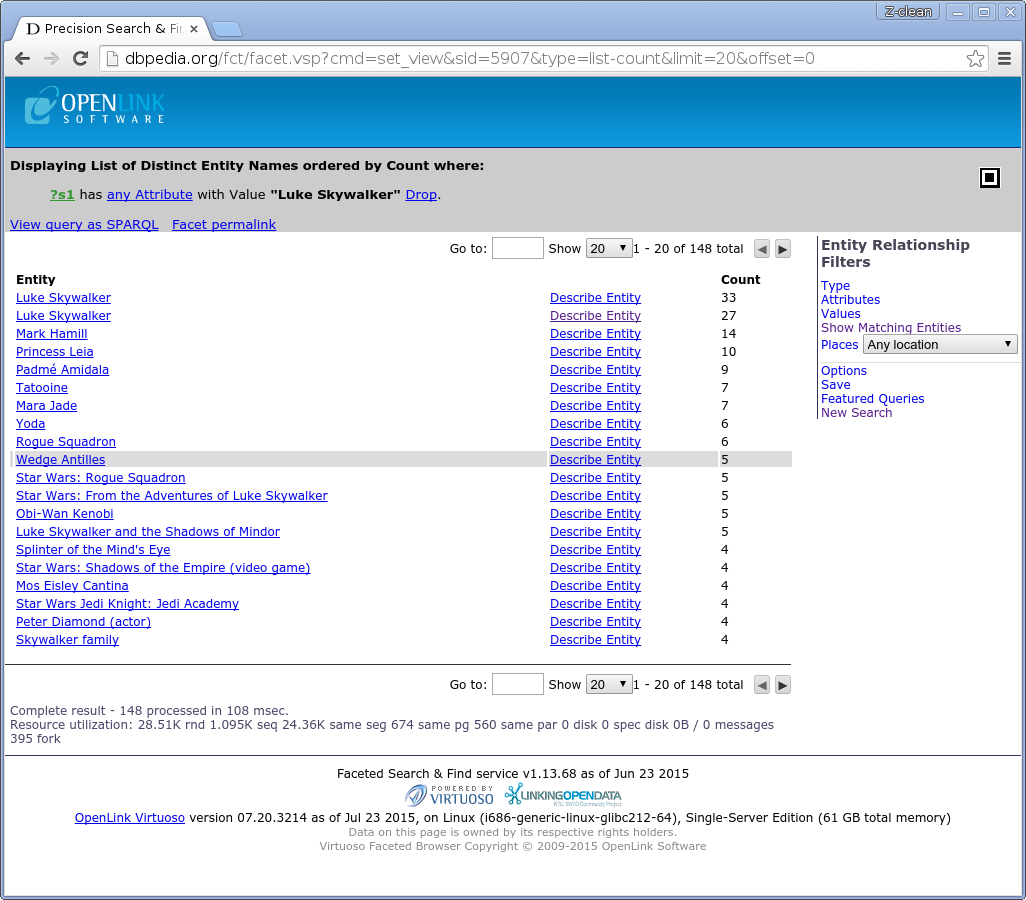 Z-clean
D Precision Search & Fi
dbpedia.org/fct/facet.vsp?cmd=set_view&sid=5907&type=list-count&limit=20&offset=0
OPENLINK
SOFTWARE
Displaying List of Distinct Entity Names ordered by Count where:
?s1 has any Attribute with Value "Luke Skywalker" Drop.
View query as SPARQL Facet permalink
Go to: Show 20 1 - 20 of 148 total
Entity Count
Luke Skywalker Describe Entity 33
Luke Skywalker Describe Entity 27
Mark Hamill Describe Entity 14
Princess Leia Describe Entity 10
Padmé Amidala Describe Entity 9
Tatooine Describe Entity 7
Mara Jade Describe Entity 7
Yoda Describe Entity 6
Rogue Squadron Describe Entity 6
Wedge Antilles Describe Entity 5
Star Wars: Rogue Squadron Describe Entity 5
Star Wars: From the Adventures of Luke Skywalker Describe Entity 5
Obi-Wan Kenobi Describe Entity 5
Luke Skywalker and the Shadows of Mindor Describe Entity 5
Splinter of the Mind's Eye Describe Entity 4
Star Wars: Shadows of the Empire (video game) Describe Entity 4
Mos Eisley Cantina Describe Entity 4
Star Wars Jedi Knight: Jedi Academy Describe Entity 4
Peter Diamond (actor) Describe Entity 4
Skywalker family Describe Entity 4
Go to: Show 20 1 - 20 of 148 total
Entity Relationship
Filters
Type
Attributes
Values
Show Matching Entities
Places Any location
Options
Save
Featured Queries
New Search
Complete result - 148 processed in 108 msec.
Resource utilization: 28.51K rnd 1.095K seq 24.36K same seg 674 same pg 560 same par 0 disk 0 spec disk 0B / 0 messages
395 fork
Faceted Search & Find service v1.13.68 as of Jun 23 2015
POWERED BY
VIRTUOSO LINKINGOPENDATA
W3C SWEO Community Project
OpenLink Virtuoso version 07.20.3214 as of Jul 23 2015, on Linux (i686-generic-linux-glibc212-64), Single-Server Edition (61 GB total memory)
Data on this page is owned by its respective rights holders.
Virtuoso Faceted Browser Copyright © 2009-2015 OpenLink Software